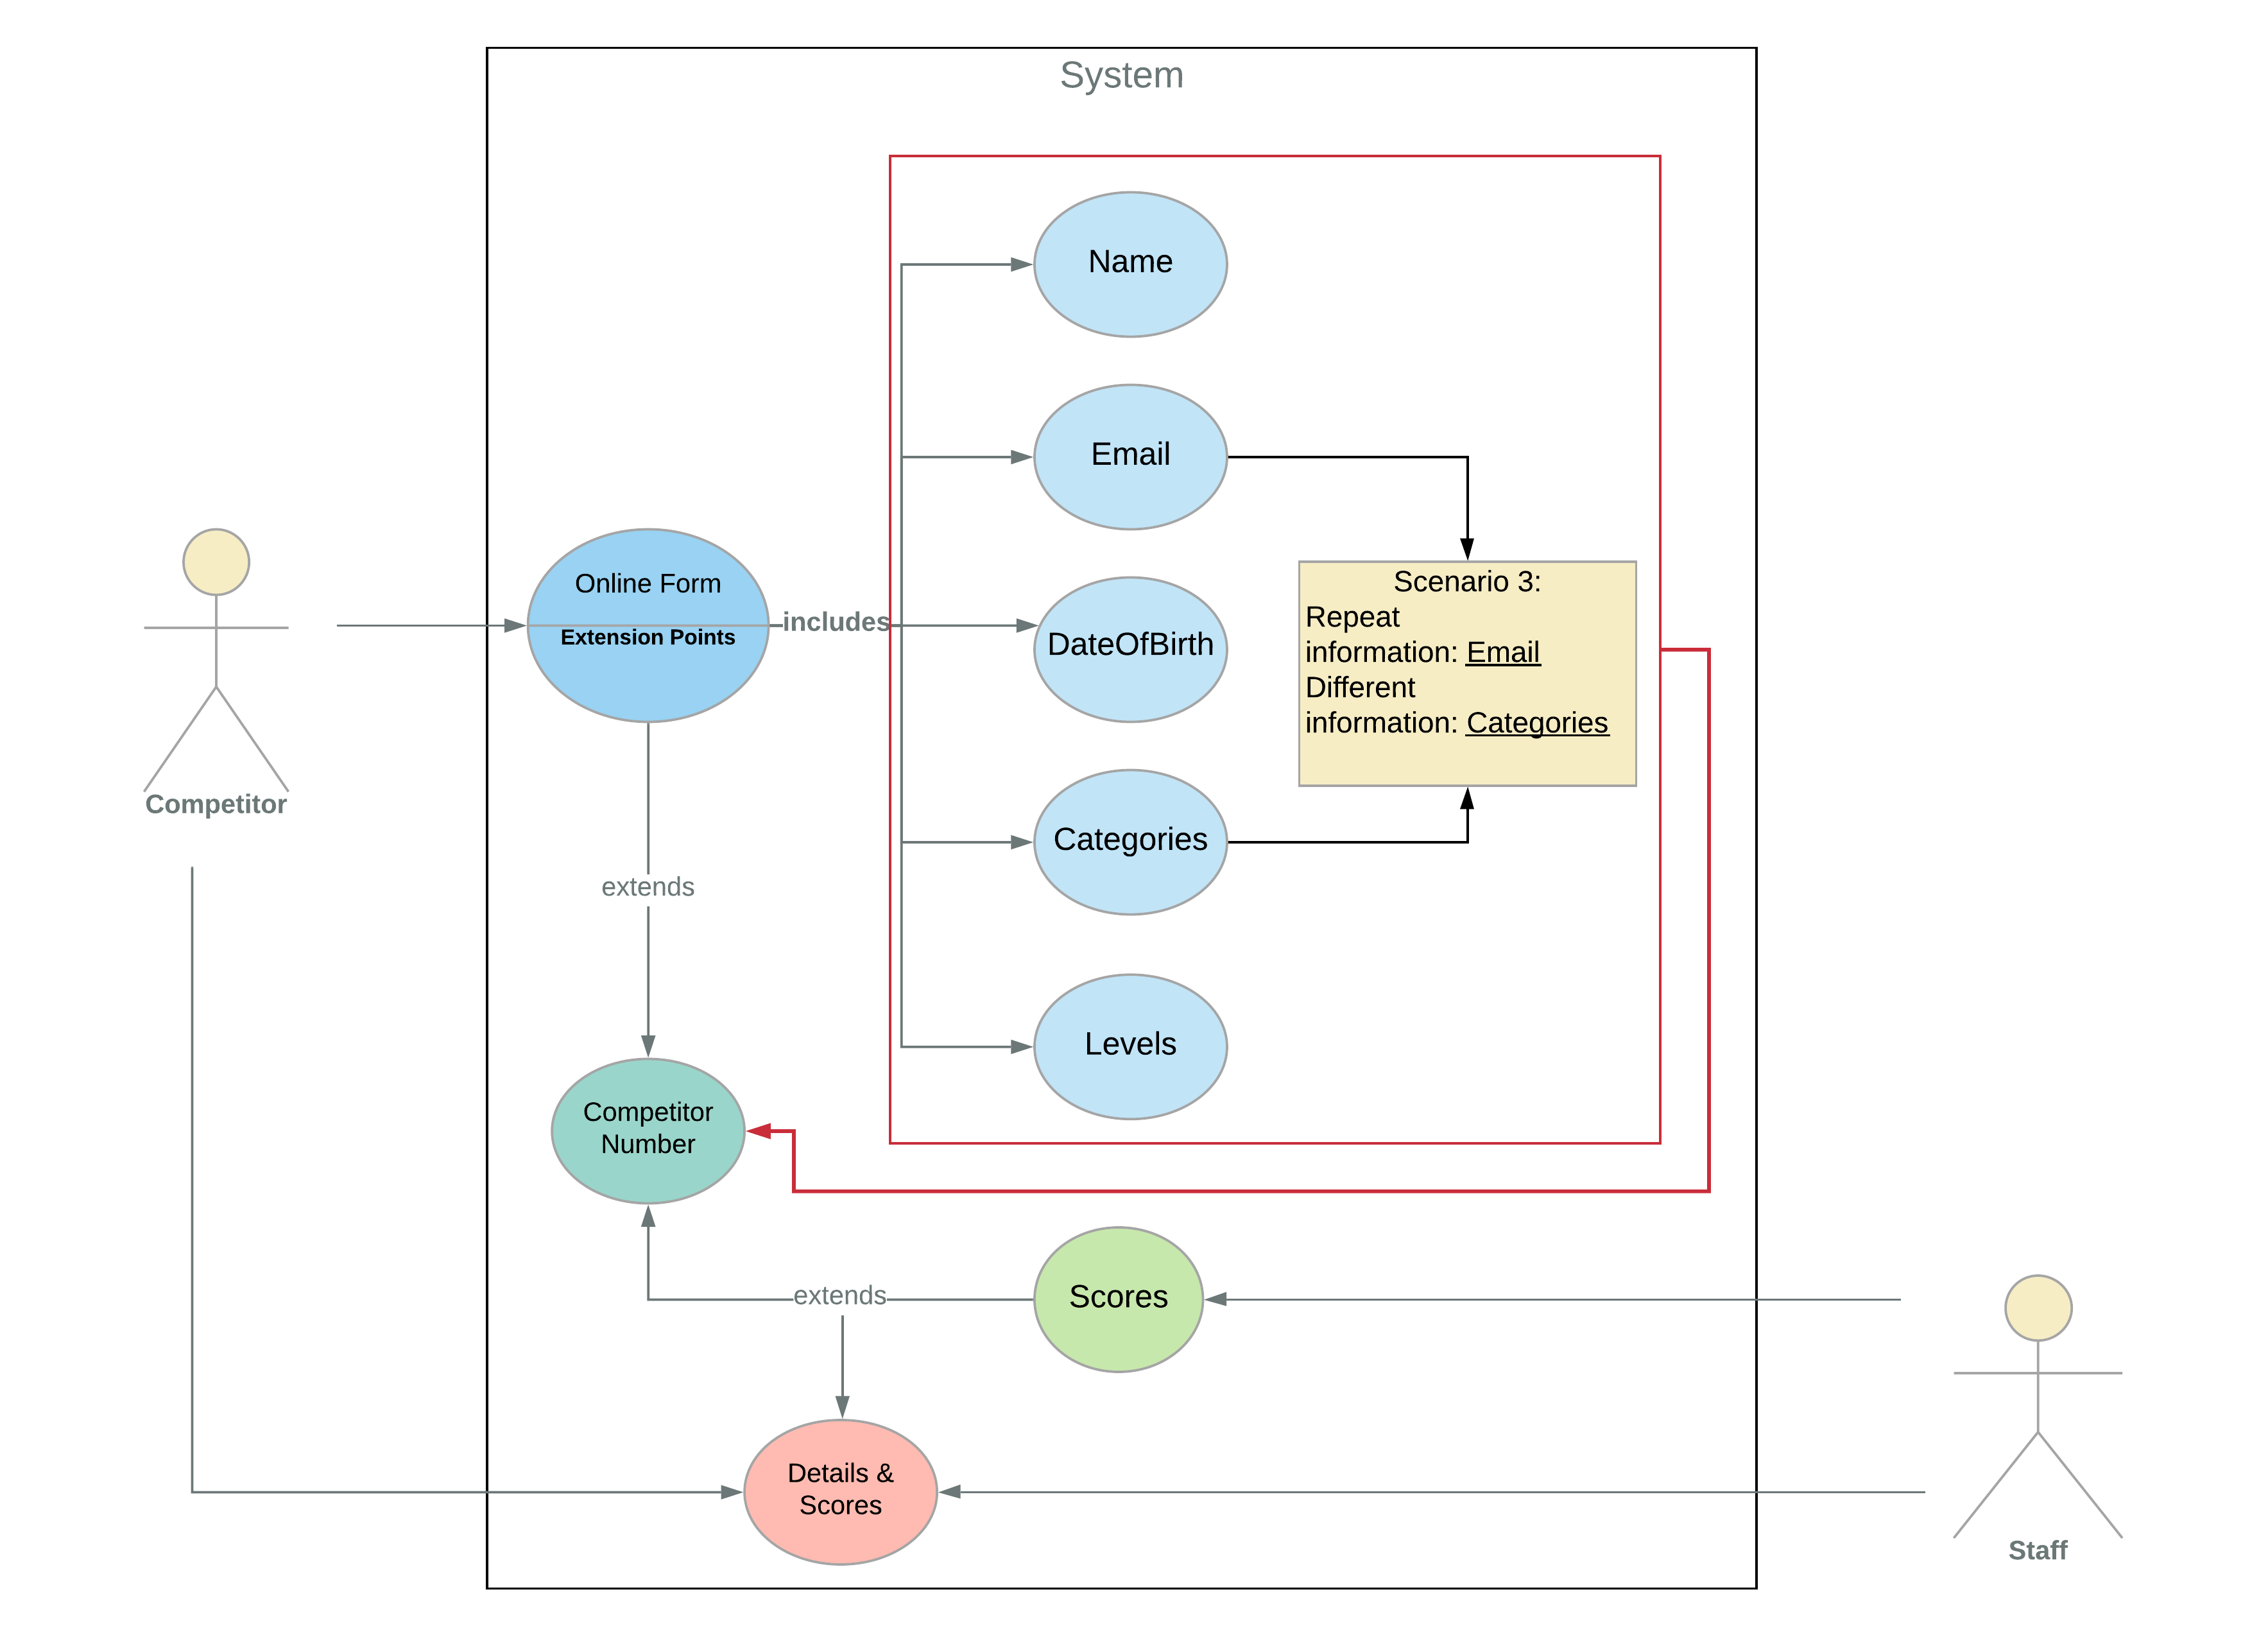 System
Name
Email
Online Form
Extension Points
includes
DateOfBirth
Scenario 3:
Repeat
information: Email
Different
information: Categories
Competitor
Categories
extends
Levels
Competitor
Number
extends
Scores
Details &
Scores
Staff